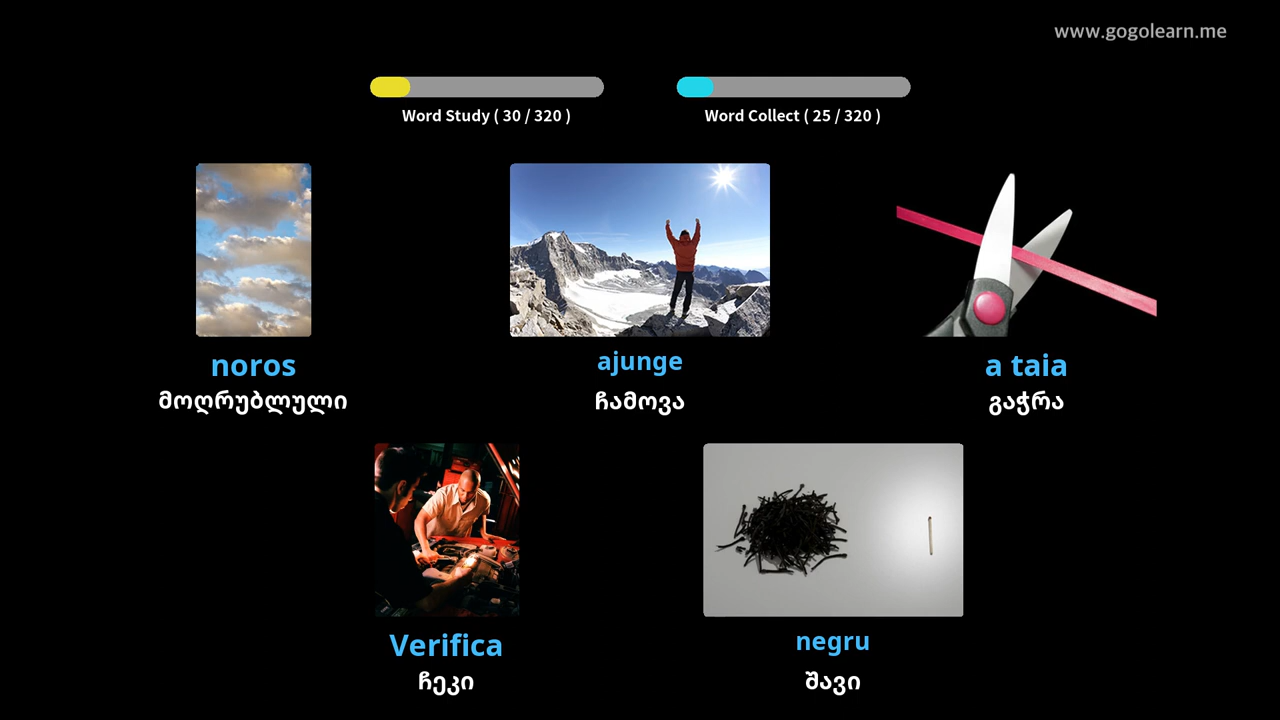 www.gogolearn.me
Word Study ( 30 / 320 )
Word Collect ( 25 / 320 )
noros
მოღრუბლული
ajunge
ჩამოვა
a taia
გაჭრა
Verifica
ჩეკი
negru
შავი